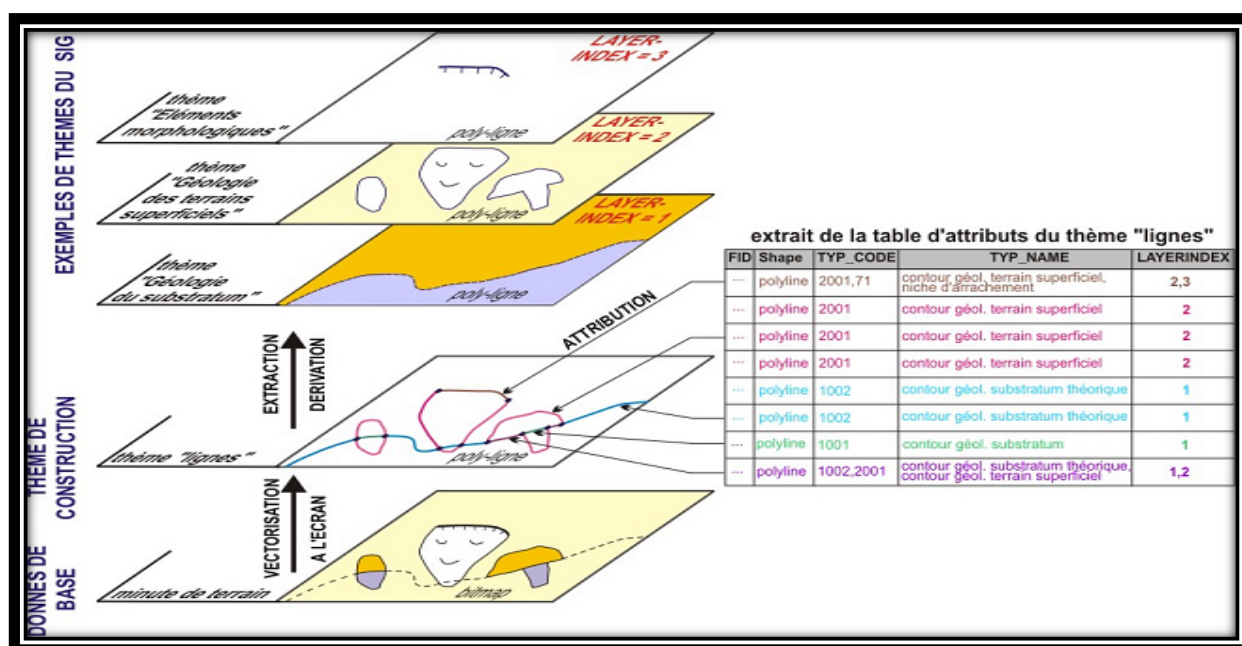 EXEMPLES DE THEMES DU SIG
LAYER-
INDEX = 3
thème
"Eléments
morphologiques"
poly-ligne
LAYER-
INDEX = 2
thème
"Géologie
des terrains
superficiels"
poly-ligne
LAYER-
INDEX = 1
thème
"Géologie
du substratum"
poly-ligne
extrait de la table d'attributs du thème "lignes"
FID Shape TYP_CODE TYP_NAME LAYERINDEX
--- polyline 2001,71 contour géol. terrain superficiel, niche d'arrachement 2,3
--- polyline 2001 contour géol. terrain superficiel 2
--- polyline 2001 contour géol. terrain superficiel 2
--- polyline 2001 contour géol. terrain superficiel 2
--- polyline 1002 contour géol. substratum théorique 1
--- polyline 1002 contour géol. substratum théorique 1
--- polyline 1001 contour géol. substratum 1
--- polyline 1002,2001 contour géol. substratum théorique, contour géol. terrain superficiel 1,2
EXTRACTION
DERIVATION
ATTRIBUTION
THEME DE
CONSTRUCTION
thème "lignes"
poly-ligne
VECTORISATION
A L'ECRAN
DONNES DE
BASE
minute de terrain
bitmap